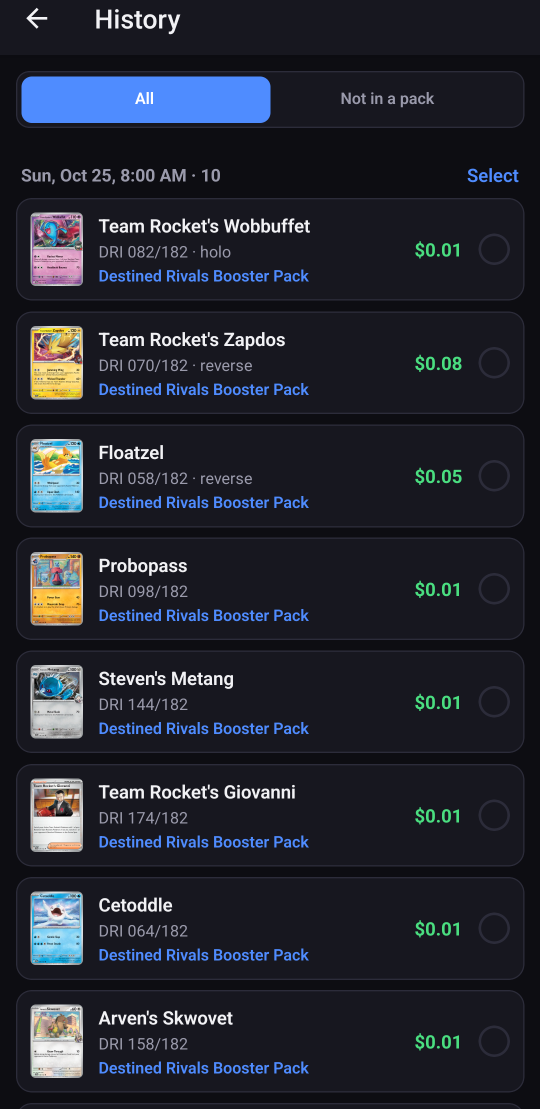 History
All
Not in a pack
Sun, Oct 25, 8:00 AM · 10
Select
Team Rocket's Wobbuffet
DRI 082/182 · holo
$0.01
Destined Rivals Booster Pack
Team Rocket's Zapdos
DRI 070/182 · reverse
$0.08
Destined Rivals Booster Pack
Floatzel
DRI 058/182 · reverse
$0.05
Destined Rivals Booster Pack
Probopass
DRI 098/182
$0.01
Destined Rivals Booster Pack
Steven's Metang
DRI 144/182
$0.01
Destined Rivals Booster Pack
Team Rocket's Giovanni
DRI 174/182
$0.01
Destined Rivals Booster Pack
Cetoddle
DRI 064/182
$0.01
Destined Rivals Booster Pack
Arven's Skwovet
DRI 158/182
$0.01
Destined Rivals Booster Pack